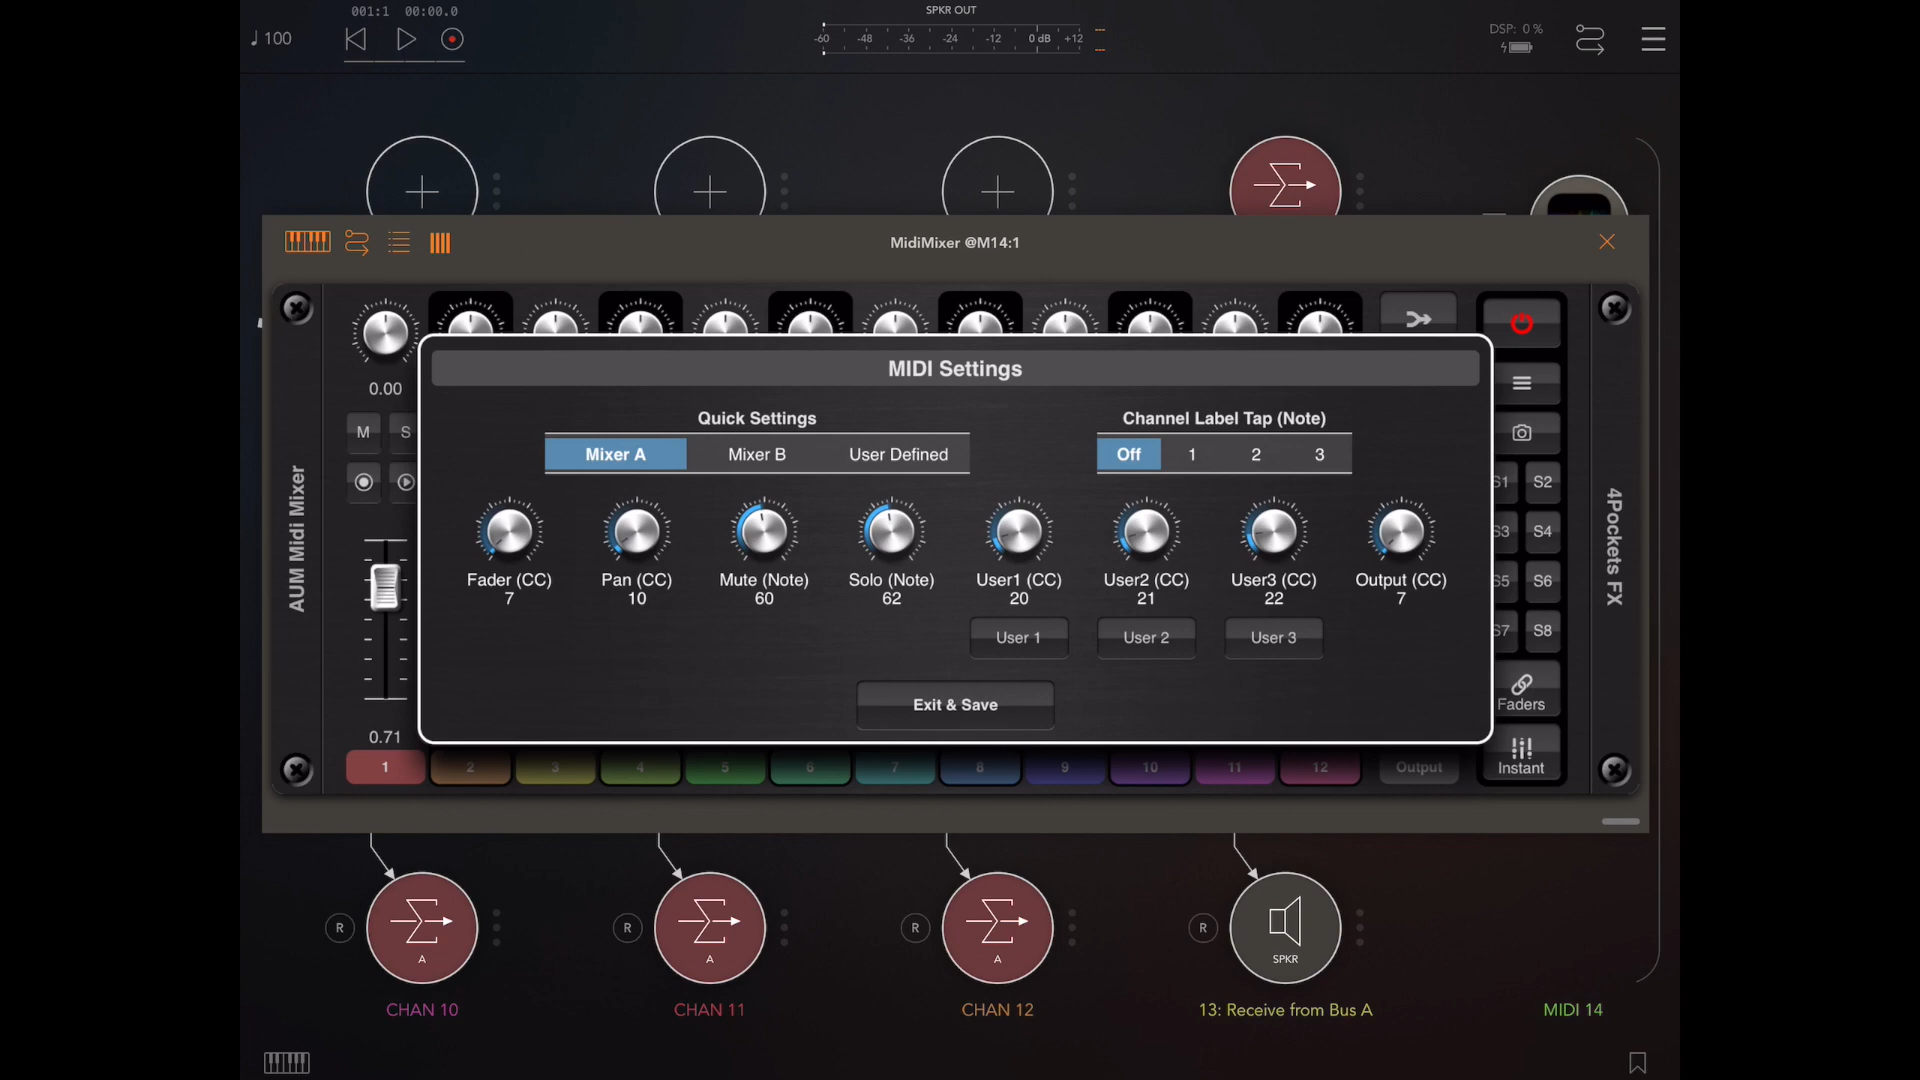 001:1 00:00.0
♩ 100
SPKR OUT
-60 -48 -36 -24 -12 0 dB +12
DSP: 0 %
MidiMixer @M14:1
AUM Midi Mixer
4Pockets FX
0.00
M S
0.71
MIDI Settings
Quick Settings
Mixer A Mixer B User Defined
Channel Label Tap (Note)
Off 1 2 3
Fader (CC) Pan (CC) Mute (Note) Solo (Note) User1 (CC) User2 (CC) User3 (CC) Output (CC)
7 10 60 62 20 21 22 7
User 1 User 2 User 3
Exit & Save
S1 S2
S3 S4
S5 S6
S7 S8
Faders
Instant
1 2 3 4 5 6 7 8 9 10 11 12 Output
R R R R
A A A SPKR
CHAN 10 CHAN 11 CHAN 12 13: Receive from Bus A MIDI 14